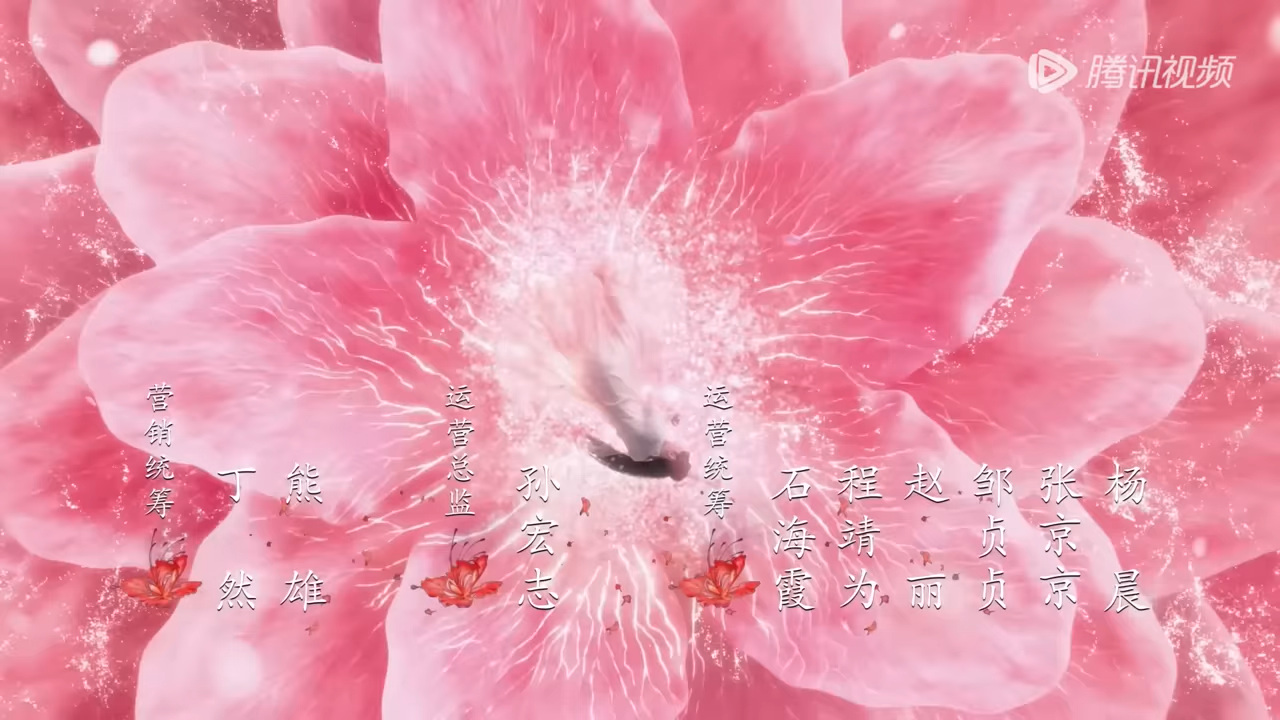 腾讯视频
营销统筹
丁然
熊雄
运营总监
孙宏志
运营统筹
石海霞
程靖为
赵丽
邹贞贞
张京京
杨晨